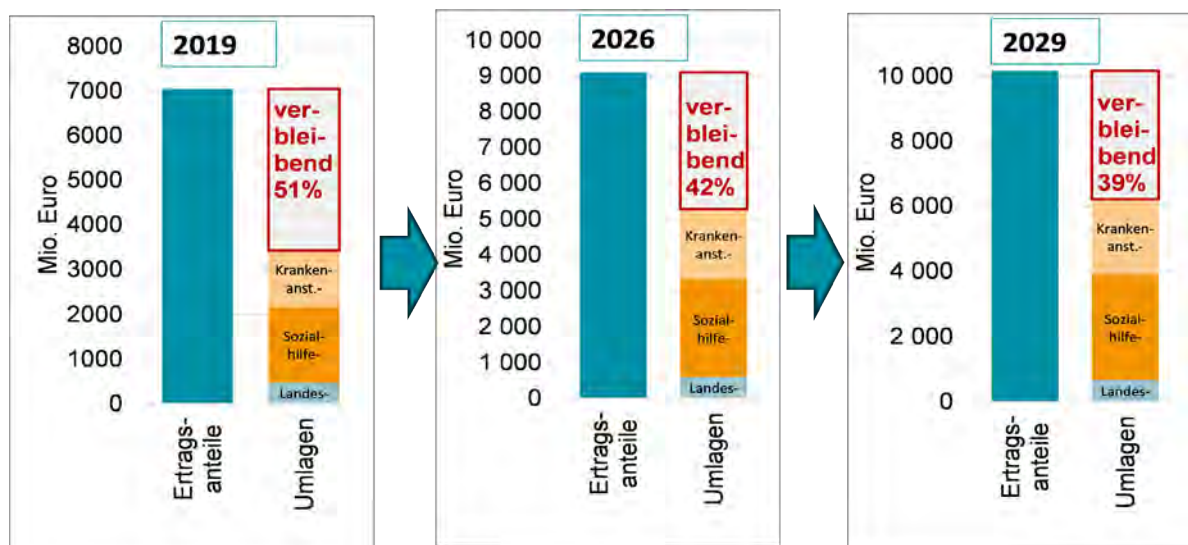 2019
8000
7000
6000
5000
4000
3000
2000
1000
0
Mio. Euro
ver-
bleibend
bend
51%
Kranken-
anst.-
Sozial-
hilfe-
Landes-
Ertrags-
anteile
Umlagen
2026
10 000
9 000
8 000
7 000
6 000
5 000
4 000
3 000
2 000
1 000
0
Mio. Euro
ver-
blei-
bend
42%
Kranken-
anst.-
Sozial-
hilfe-
Landes-
Ertrags-
anteile
Umlagen
2029
10 000
8 000
6 000
4 000
2 000
0
Mio. Euro
ver-
blei-
bend
39%
Kranken-
anst.-
Sozial-
hilfe-
Landes-
Ertrags-
anteile
Umlagen